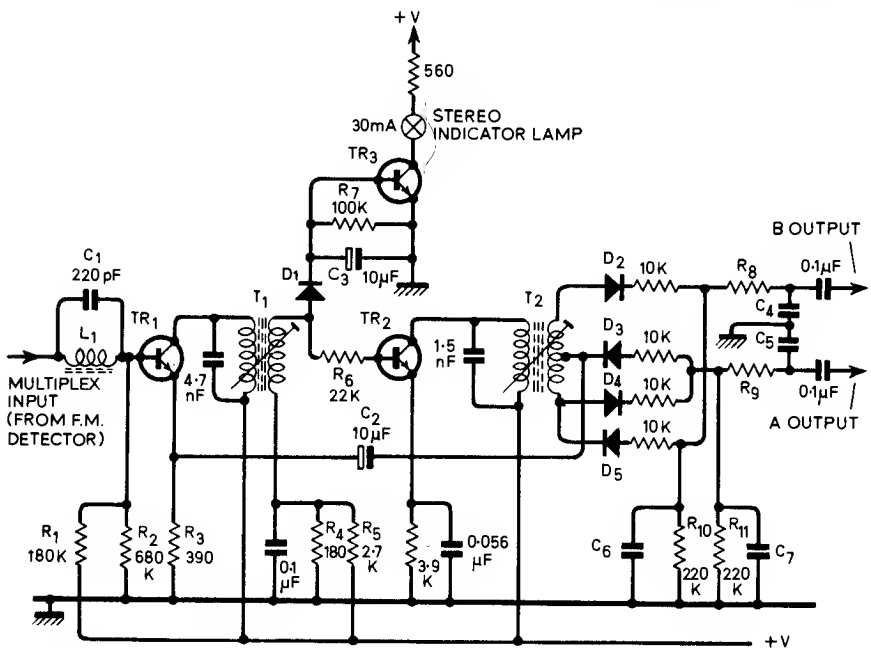 +V
560
30mA
STEREO
INDICATOR LAMP
TR3
R7
100K
C3
10µF
D1
C1
220 pF
L1
TR1
MULTIPLEX
INPUT
(FROM F.M.
DETECTOR)
4·7
nF
T1
R6
22K
TR2
1·5
nF
T2
D2
10K
D3
10K
D4
10K
10K
D5
R8
0·1µF
B OUTPUT
C4
C5
R9
0·1µF
A OUTPUT
C2
10µF
R1
180K
R2
680
K
R3
390
0·1
µF
R4
180
R5
2·7
K
3·9
K
0·056
µF
C6
R10
220
K
R11
220
K
C7
+V